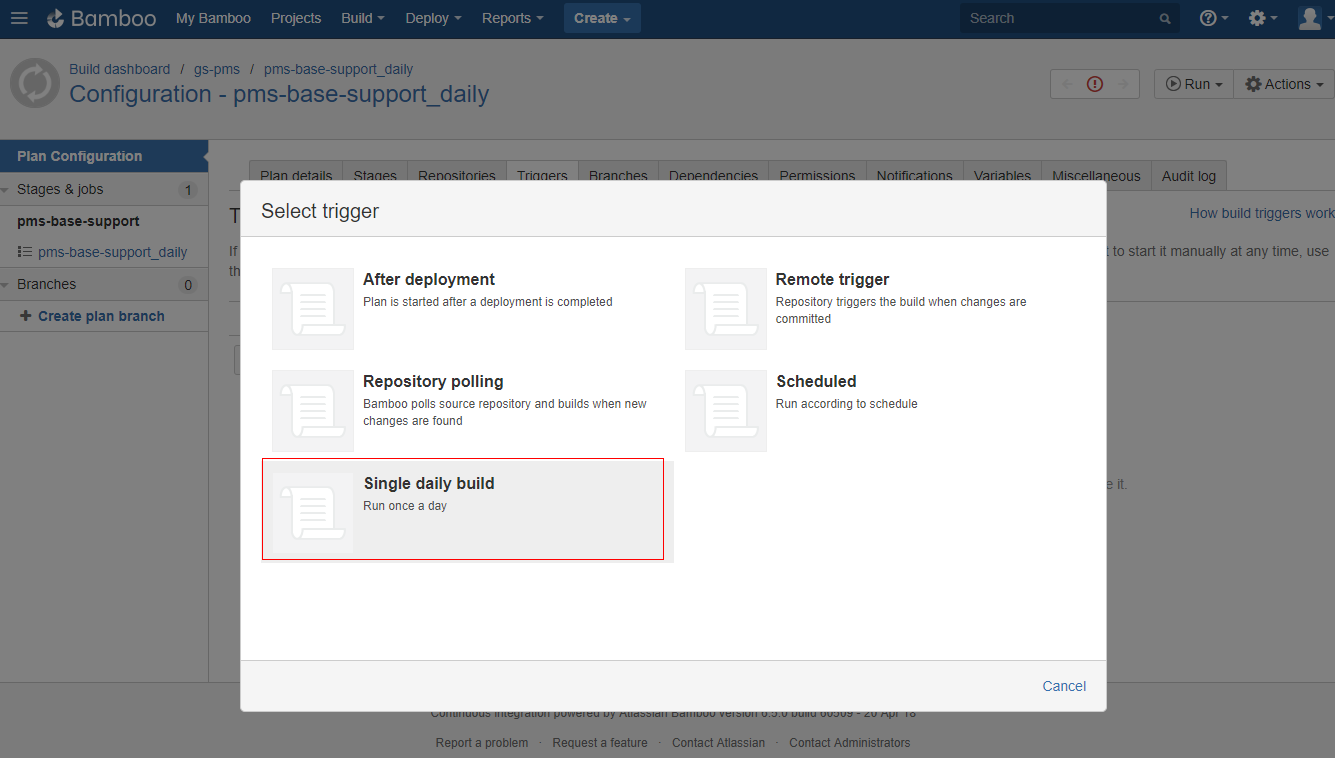 Bamboo My Bamboo Projects Build Deploy Reports Create Search
Build dashboard / gs-pms / pms-base-support_daily
Configuration - pms-base-support_daily
Run Actions
Plan Configuration
Stages & jobs 1
pms-base-support
pms-base-support_daily
Branches 0
Create plan branch
Plan details Stages Repositories Triggers Branches Dependencies Permissions Notifications Variables Miscellaneous Audit log
How build triggers work
T
If
t to start it manually at any time, use
th
Select trigger
After deployment
Plan is started after a deployment is completed
Remote trigger
Repository triggers the build when changes are
committed
Repository polling
Bamboo polls source repository and builds when new
changes are found
Scheduled
Run according to schedule
Single daily build
Run once a day
e it.
Cancel
Continuous integration powered by Atlassian Bamboo version 6.5.0 build 60509 - 20 Apr 18
Report a problem · Request a feature · Contact Atlassian · Contact Administrators